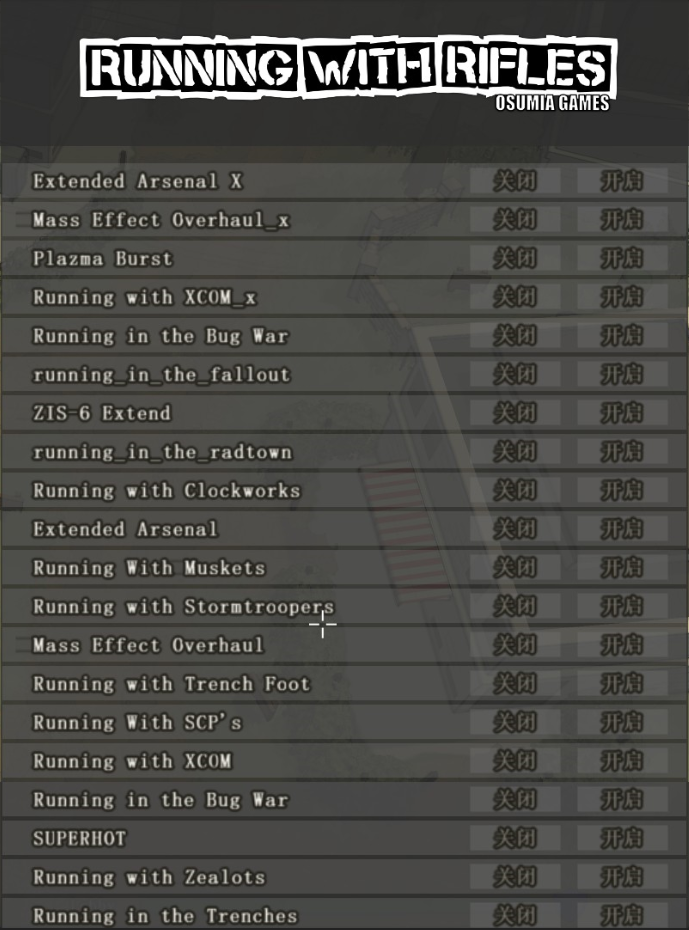 RUNNING WITH RIFLES
OSUMIA GAMES
Extended Arsenal X 关闭 开启
Mass Effect Overhaul_x 关闭 开启
Plazma Burst 关闭 开启
Running with XCOM_x 关闭 开启
Running in the Bug War 关闭 开启
running_in_the_fallout 关闭 开启
ZIS-6 Extend 关闭 开启
running_in_the_radtown 关闭 开启
Running with Clockworks 关闭 开启
Extended Arsenal 关闭 开启
Running With Muskets 关闭 开启
Running with Stormtroopers 关闭 开启
Mass Effect Overhaul 关闭 开启
Running with Trench Foot 关闭 开启
Running With SCP's 关闭 开启
Running with XCOM 关闭 开启
Running in the Bug War 关闭 开启
SUPERHOT 关闭 开启
Running with Zealots 关闭 开启
Running in the Trenches 关闭 开启